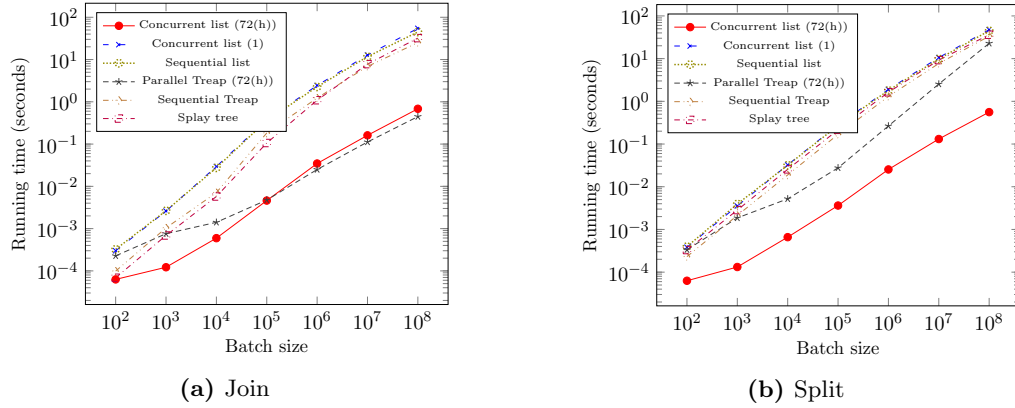 10^2
10^1
10^0
10^−1
10^−2
10^−3
10^−4
Running time (seconds)
Concurrent list (72(h))
Concurrent list (1)
Sequential list
Parallel Treap (72(h))
Sequential Treap
Splay tree
10^2 10^3 10^4 10^5 10^6 10^7 10^8
Batch size
(a) Join
10^2
10^1
10^0
10^−1
10^−2
10^−3
10^−4
Running time (seconds)
Concurrent list (72(h))
Concurrent list (1)
Sequential list
Parallel Treap (72(h))
Sequential Treap
Splay tree
10^2 10^3 10^4 10^5 10^6 10^7 10^8
Batch size
(b) Split